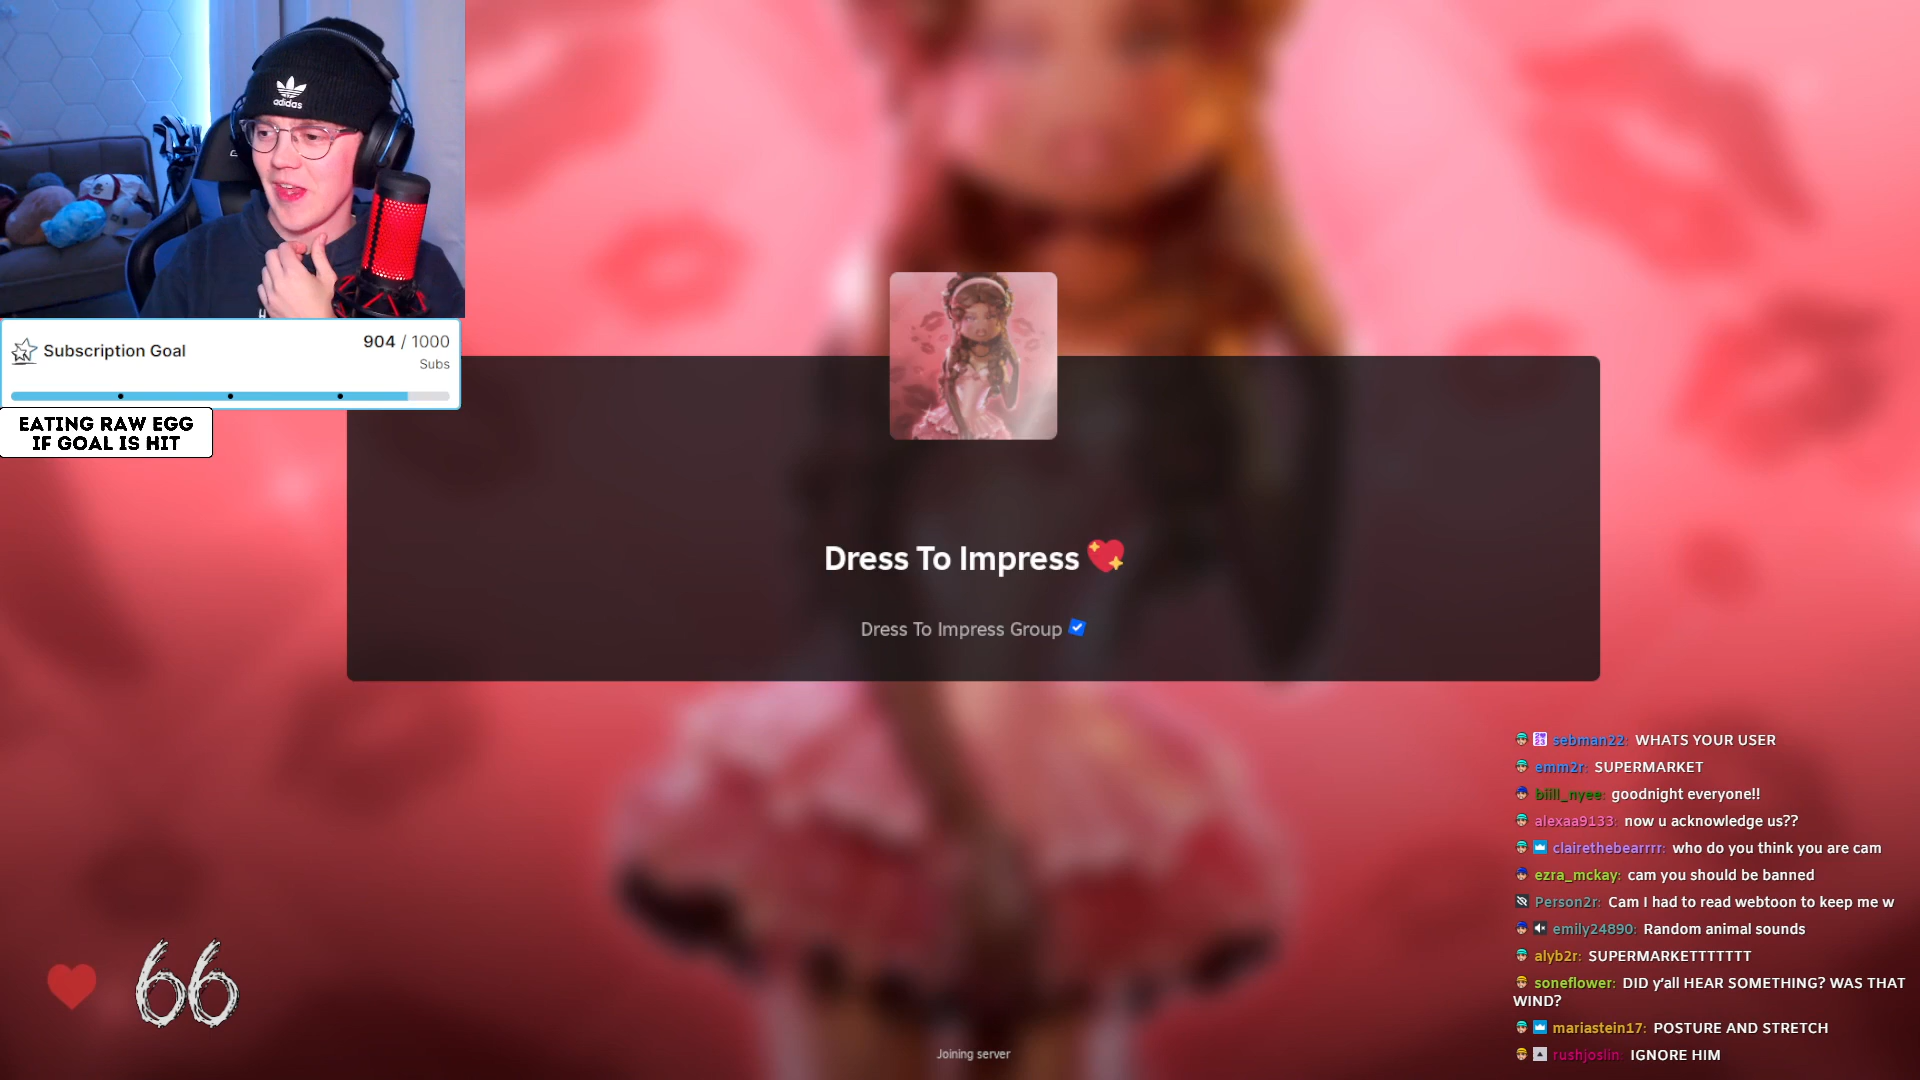 adidas
Subscription Goal
904 / 1000
Subs
EATING RAW EGG
IF GOAL IS HIT
Dress To Impress
Dress To Impress Group
sebman22: WHATS YOUR USER
emm2r: SUPERMARKET
biill_nyee: goodnight everyone!!
alexaa9133: now u acknowledge us??
clairethebearrrr: who do you think you are cam
ezra_mckay: cam you should be banned
Person2r: Cam I had to read webtoon to keep me w
emily24890: Random animal sounds
alyb2r: SUPERMARKETTTTTTT
soneflower: DID y'all HEAR SOMETHING? WAS THAT
WIND?
mariastein17: POSTURE AND STRETCH
rushjoslin: IGNORE HIM
66
Joining server